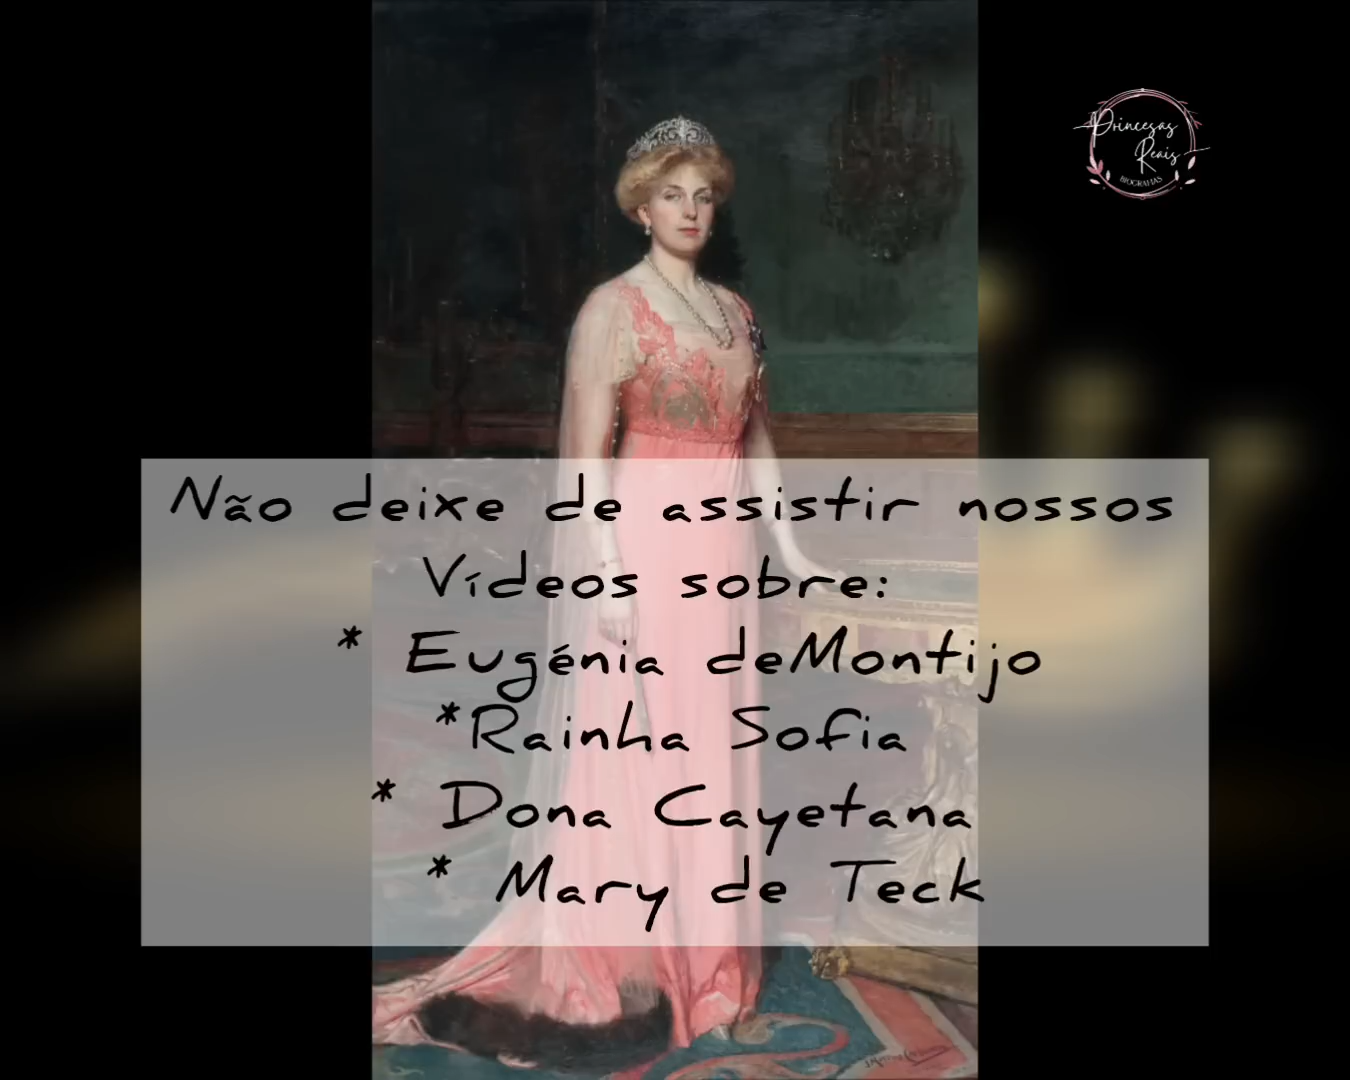 Princesas
Reais
BIOGRAFIAS
Não deixe de assistir nossos
Vídeos sobre:
* Eugénia deMontijo
*Rainha Sofia
* Dona Cayetana
* Mary de Teck